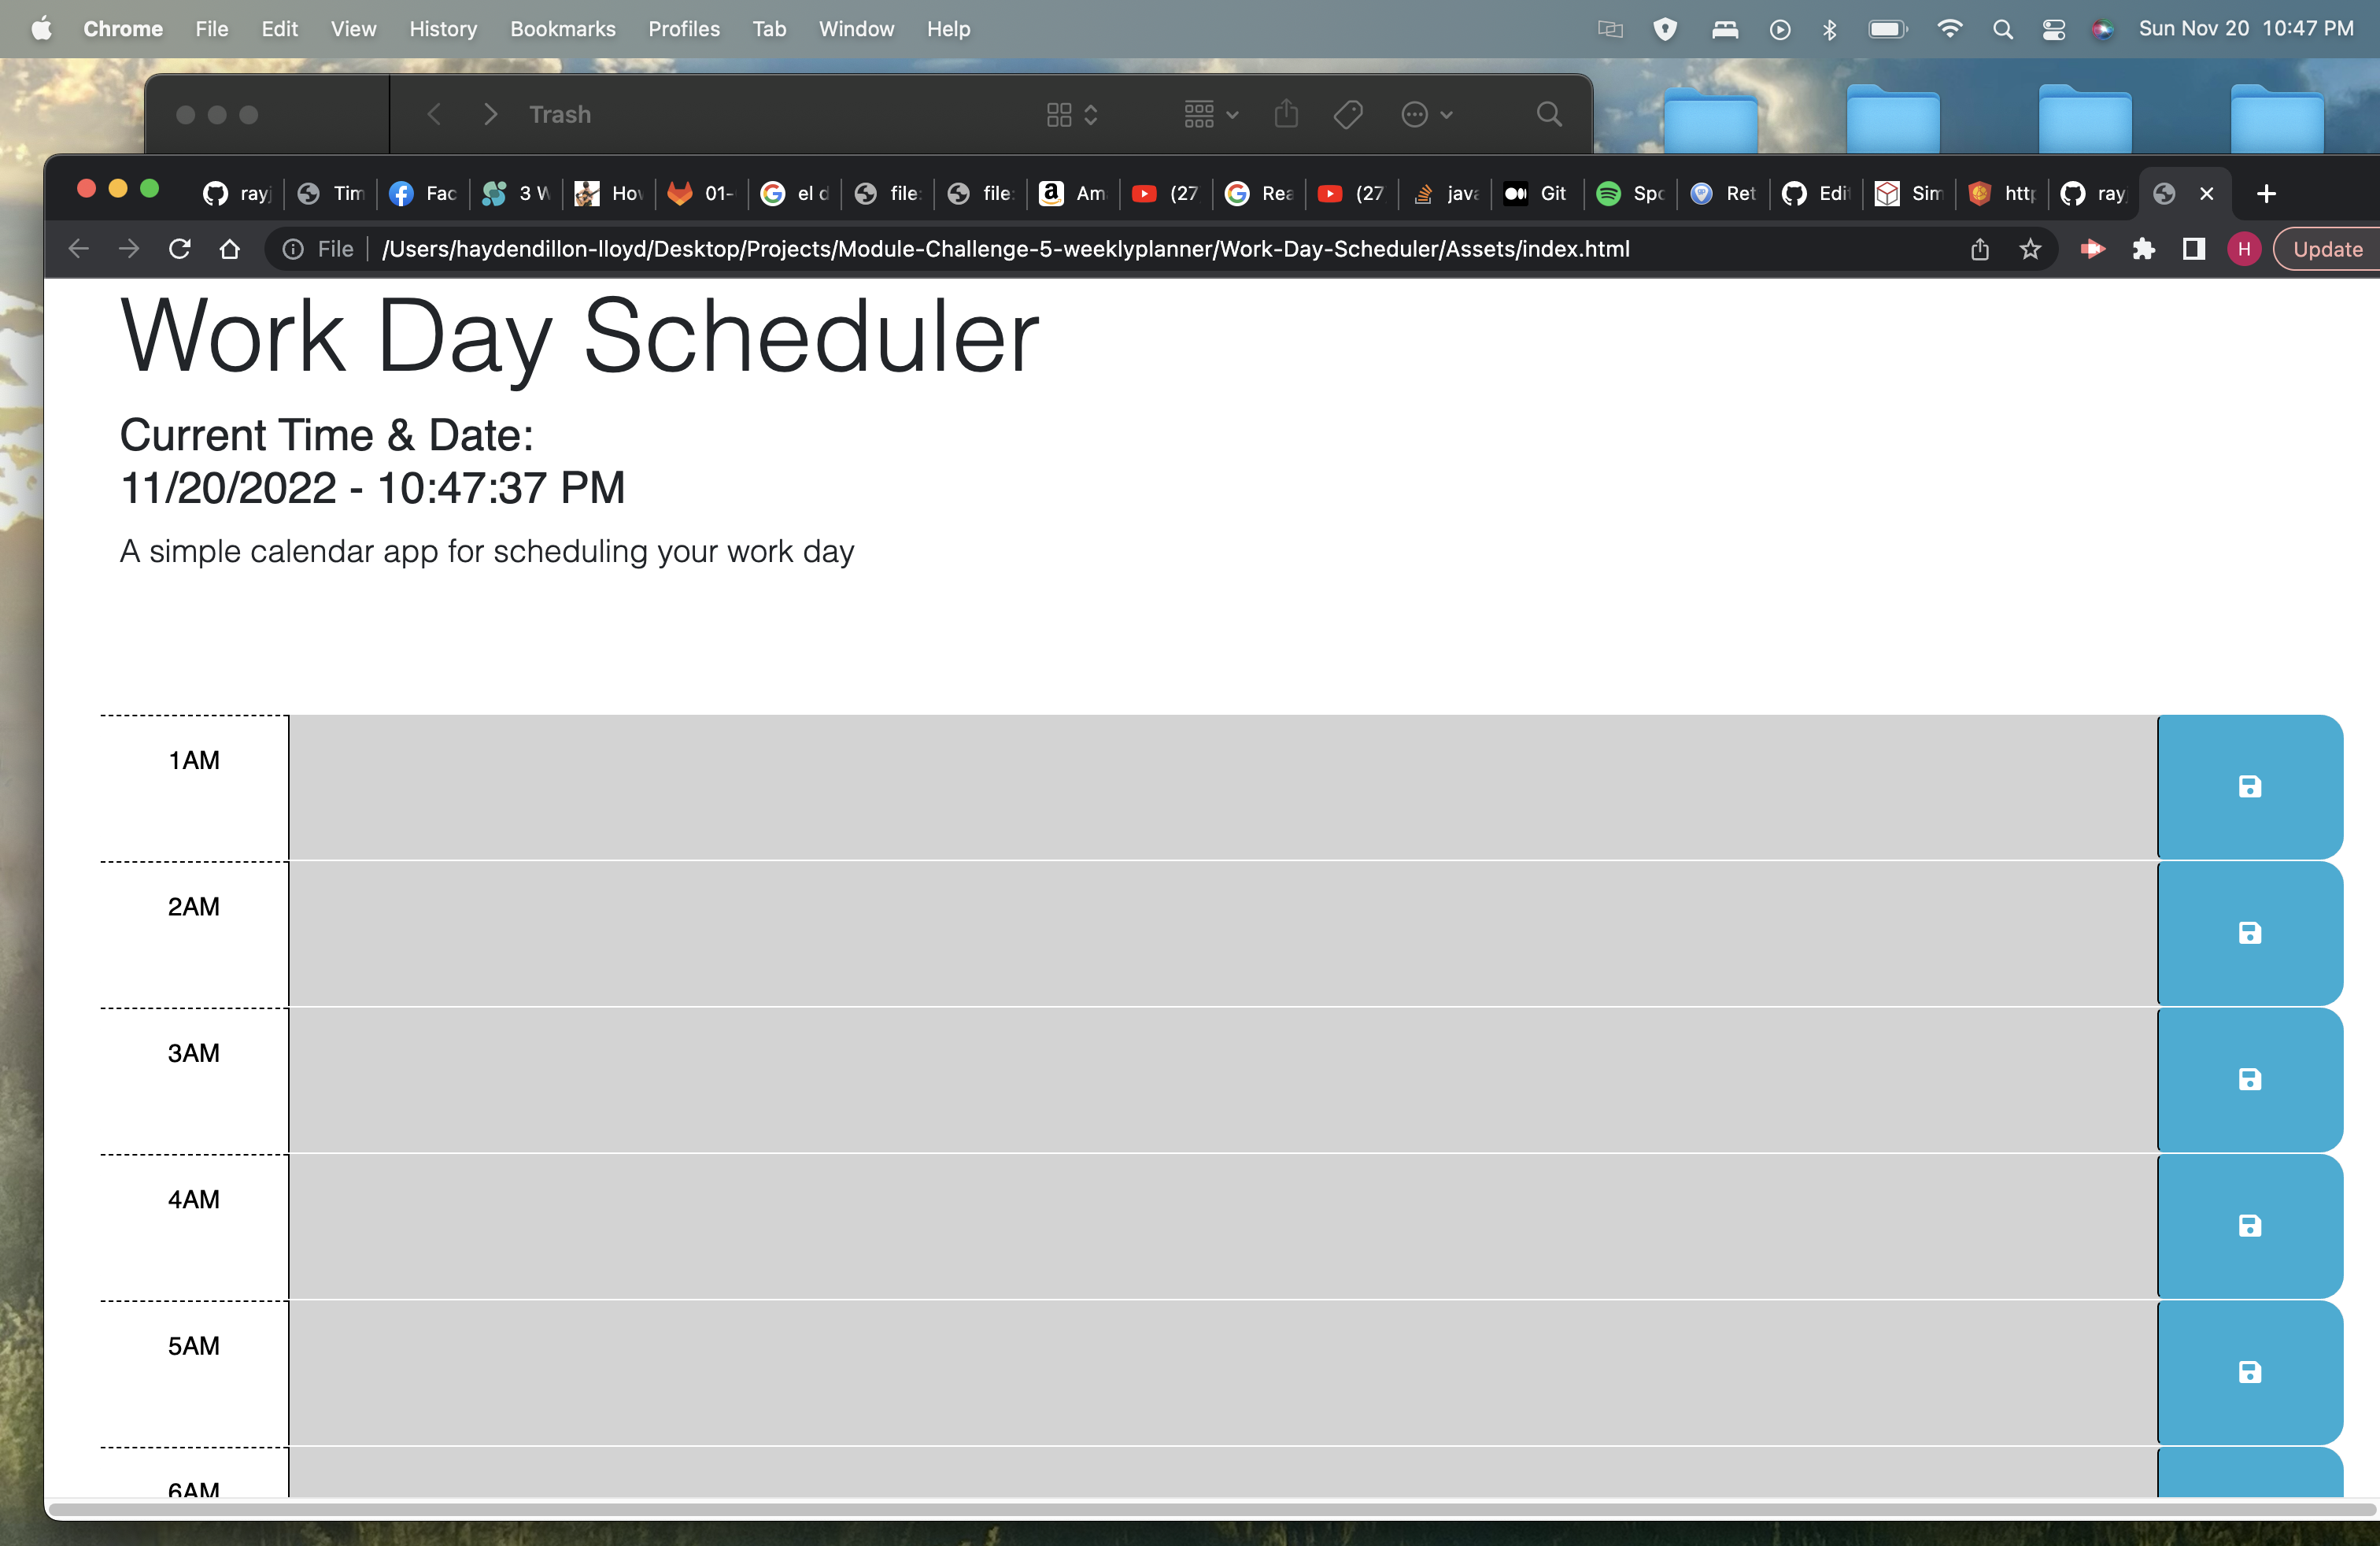 Chrome File Edit View History Bookmarks Profiles Tab Window Help Sun Nov 20 10:47 PM
Trash
ray Tim Fac 3 W Hov 01- el d file: file: Am (27 Rea (27 java Git Spo Ret Edit Sim http ray
File /Users/haydendillon-lloyd/Desktop/Projects/Module-Challenge-5-weeklyplanner/Work-Day-Scheduler/Assets/index.html H Update
Work Day Scheduler
Current Time & Date:
11/20/2022 - 10:47:37 PM
A simple calendar app for scheduling your work day
1AM
2AM
3AM
4AM
5AM
6AM